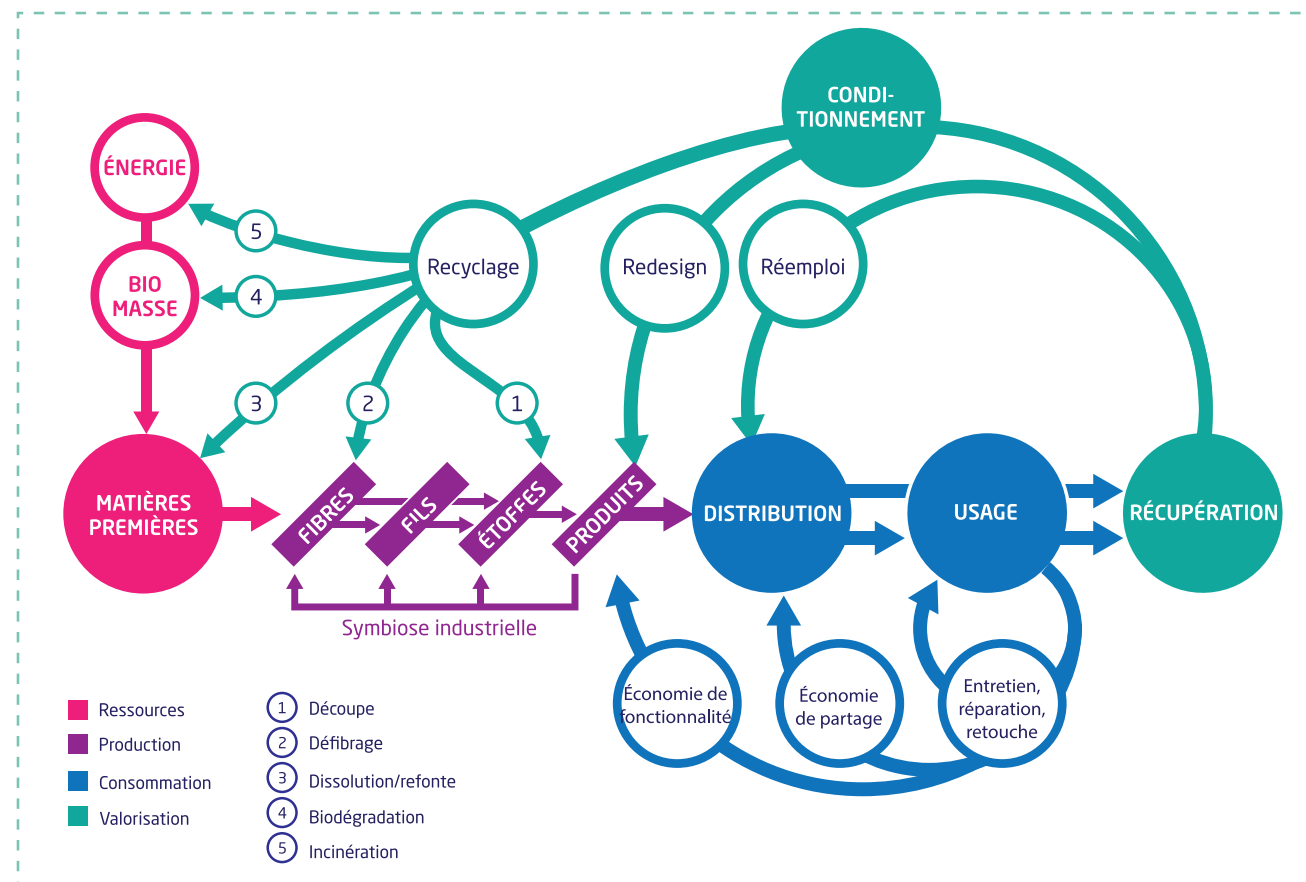 CONDI-
TIONNEMENT
ÉNERGIE
5
Recyclage
Redesign
Réemploi
BIO
MASSE
4
3
2
1
MATIÈRES
PREMIÈRES
FIBRES
FILS
ÉTOFFES
PRODUITS
DISTRIBUTION
USAGE
RÉCUPÉRATION
Symbiose industrielle
Économie de
fonctionnalité
Économie
de partage
Entretien,
réparation,
retouche
Ressources
Production
Consommation
Valorisation
1 Découpe
2 Défibrage
3 Dissolution/refonte
4 Biodégradation
5 Incinération